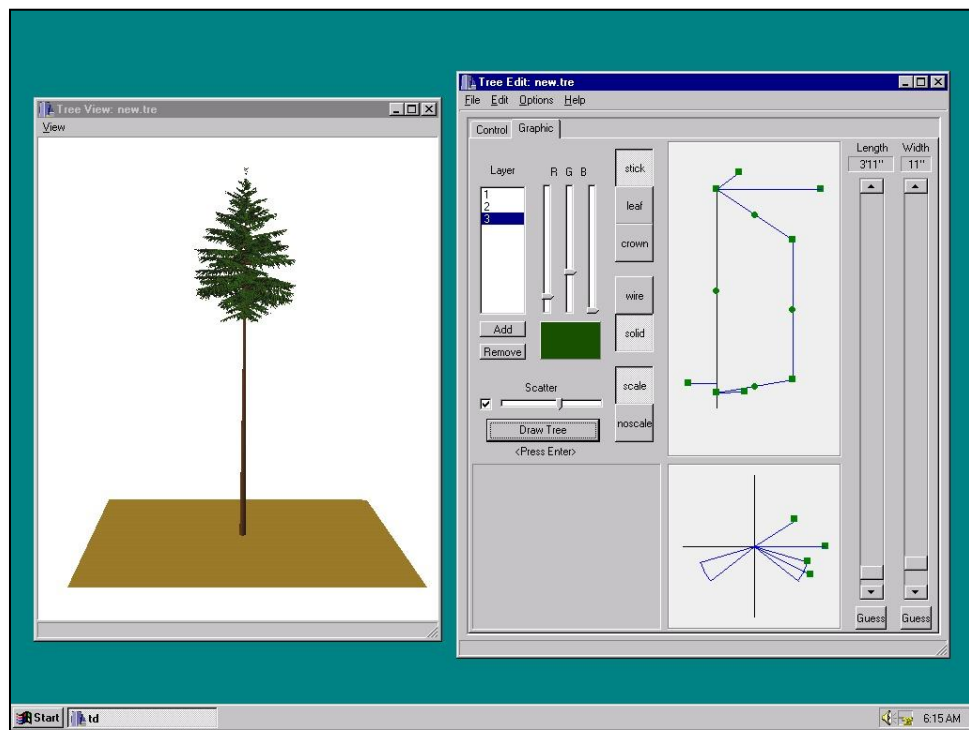 Tree View: new.tre
View
Tree Edit: new.tre
File Edit Options Help
Control Graphic
Layer
R G B
1
2
3
Add
Remove
Scatter
Draw Tree
<Press Enter>
stick
leaf
crown
wire
solid
scale
noscale
Length Width
3'11" 11"
Guess Guess
Start td 6:15 AM